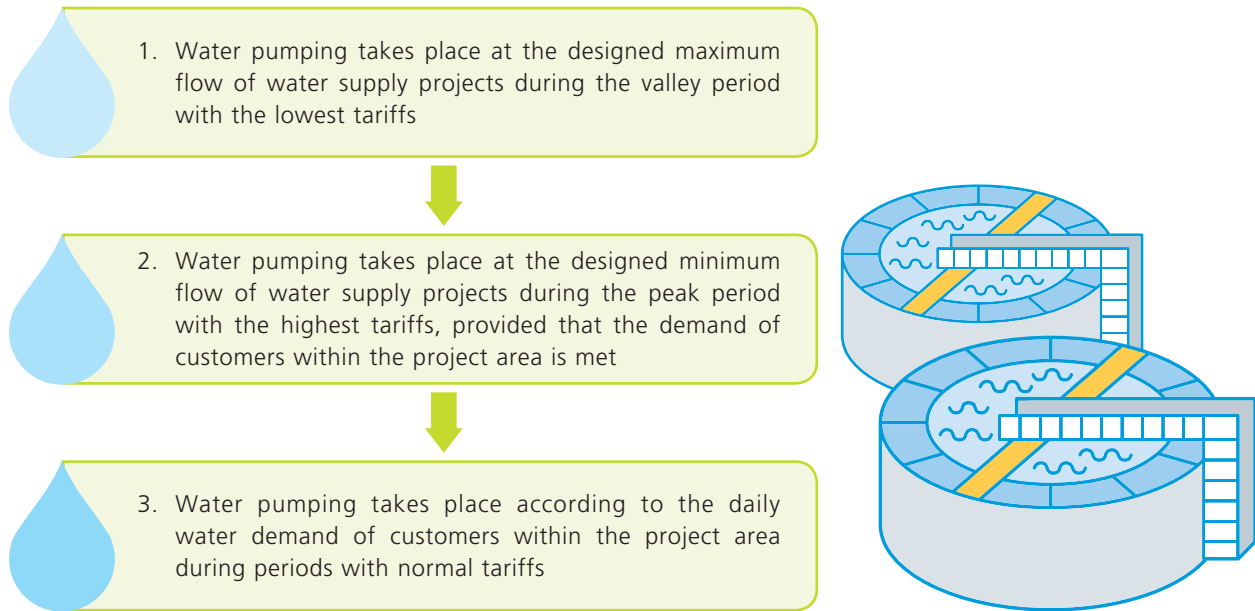 1. Water pumping takes place at the designed maximum
flow of water supply projects during the valley period
with the lowest tariffs
2. Water pumping takes place at the designed minimum
flow of water supply projects during the peak period
with the highest tariffs, provided that the demand of
customers within the project area is met
3. Water pumping takes place according to the daily
water demand of customers within the project area
during periods with normal tariffs